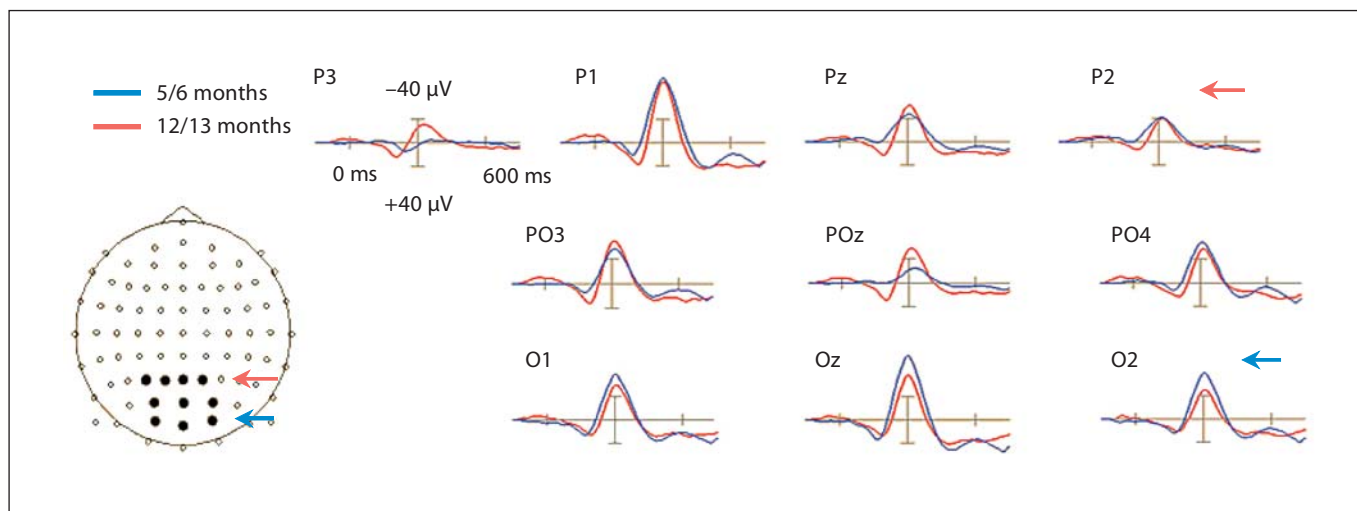 P3
P1
Pz
P2
5/6 months
12/13 months
–40 µV
0 ms
600 ms
+40 µV
PO3
POz
PO4
O1
Oz
O2